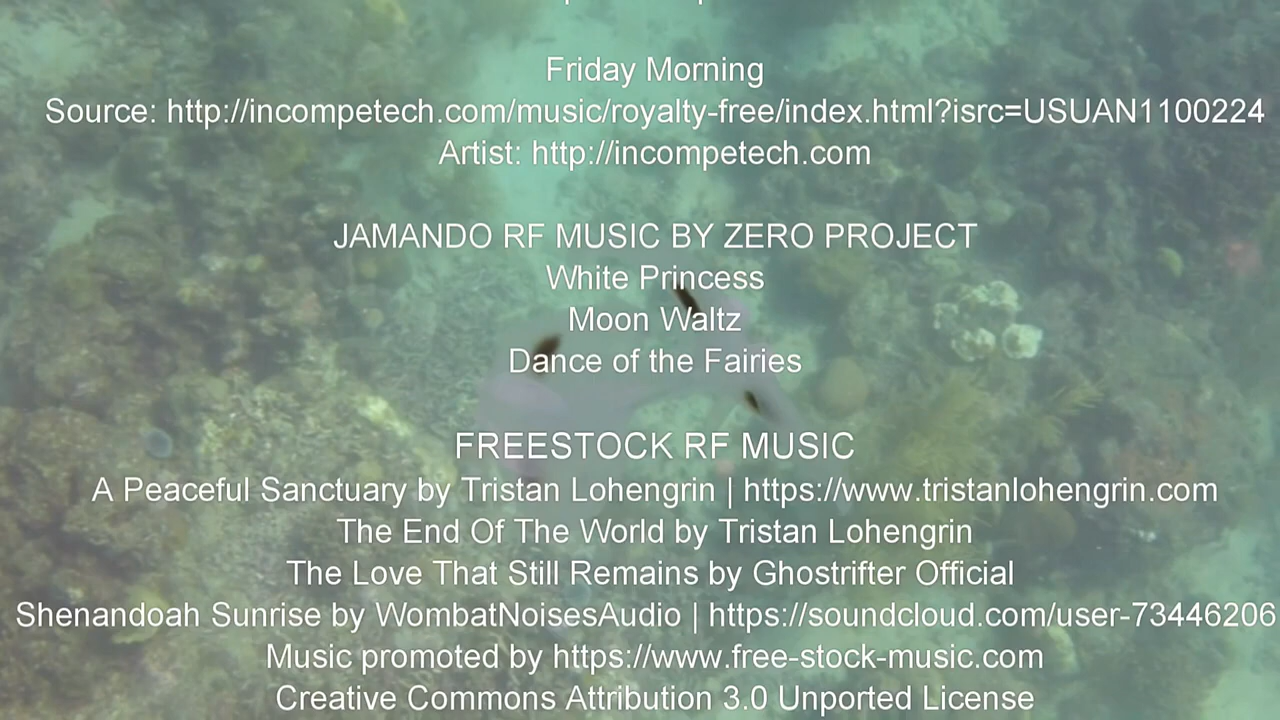 Friday Morning
Source: http://incompetech.com/music/royalty-free/index.html?isrc=USUAN1100224
Artist: http://incompetech.com
JAMANDO RF MUSIC BY ZERO PROJECT
White Princess
Moon Waltz
Dance of the Fairies
FREESTOCK RF MUSIC
A Peaceful Sanctuary by Tristan Lohengrin | https://www.tristanlohengrin.com
The End Of The World by Tristan Lohengrin
The Love That Still Remains by Ghostrifter Official
Shenandoah Sunrise by WombatNoisesAudio | https://soundcloud.com/user-73446206
Music promoted by https://www.free-stock-music.com
Creative Commons Attribution 3.0 Unported License